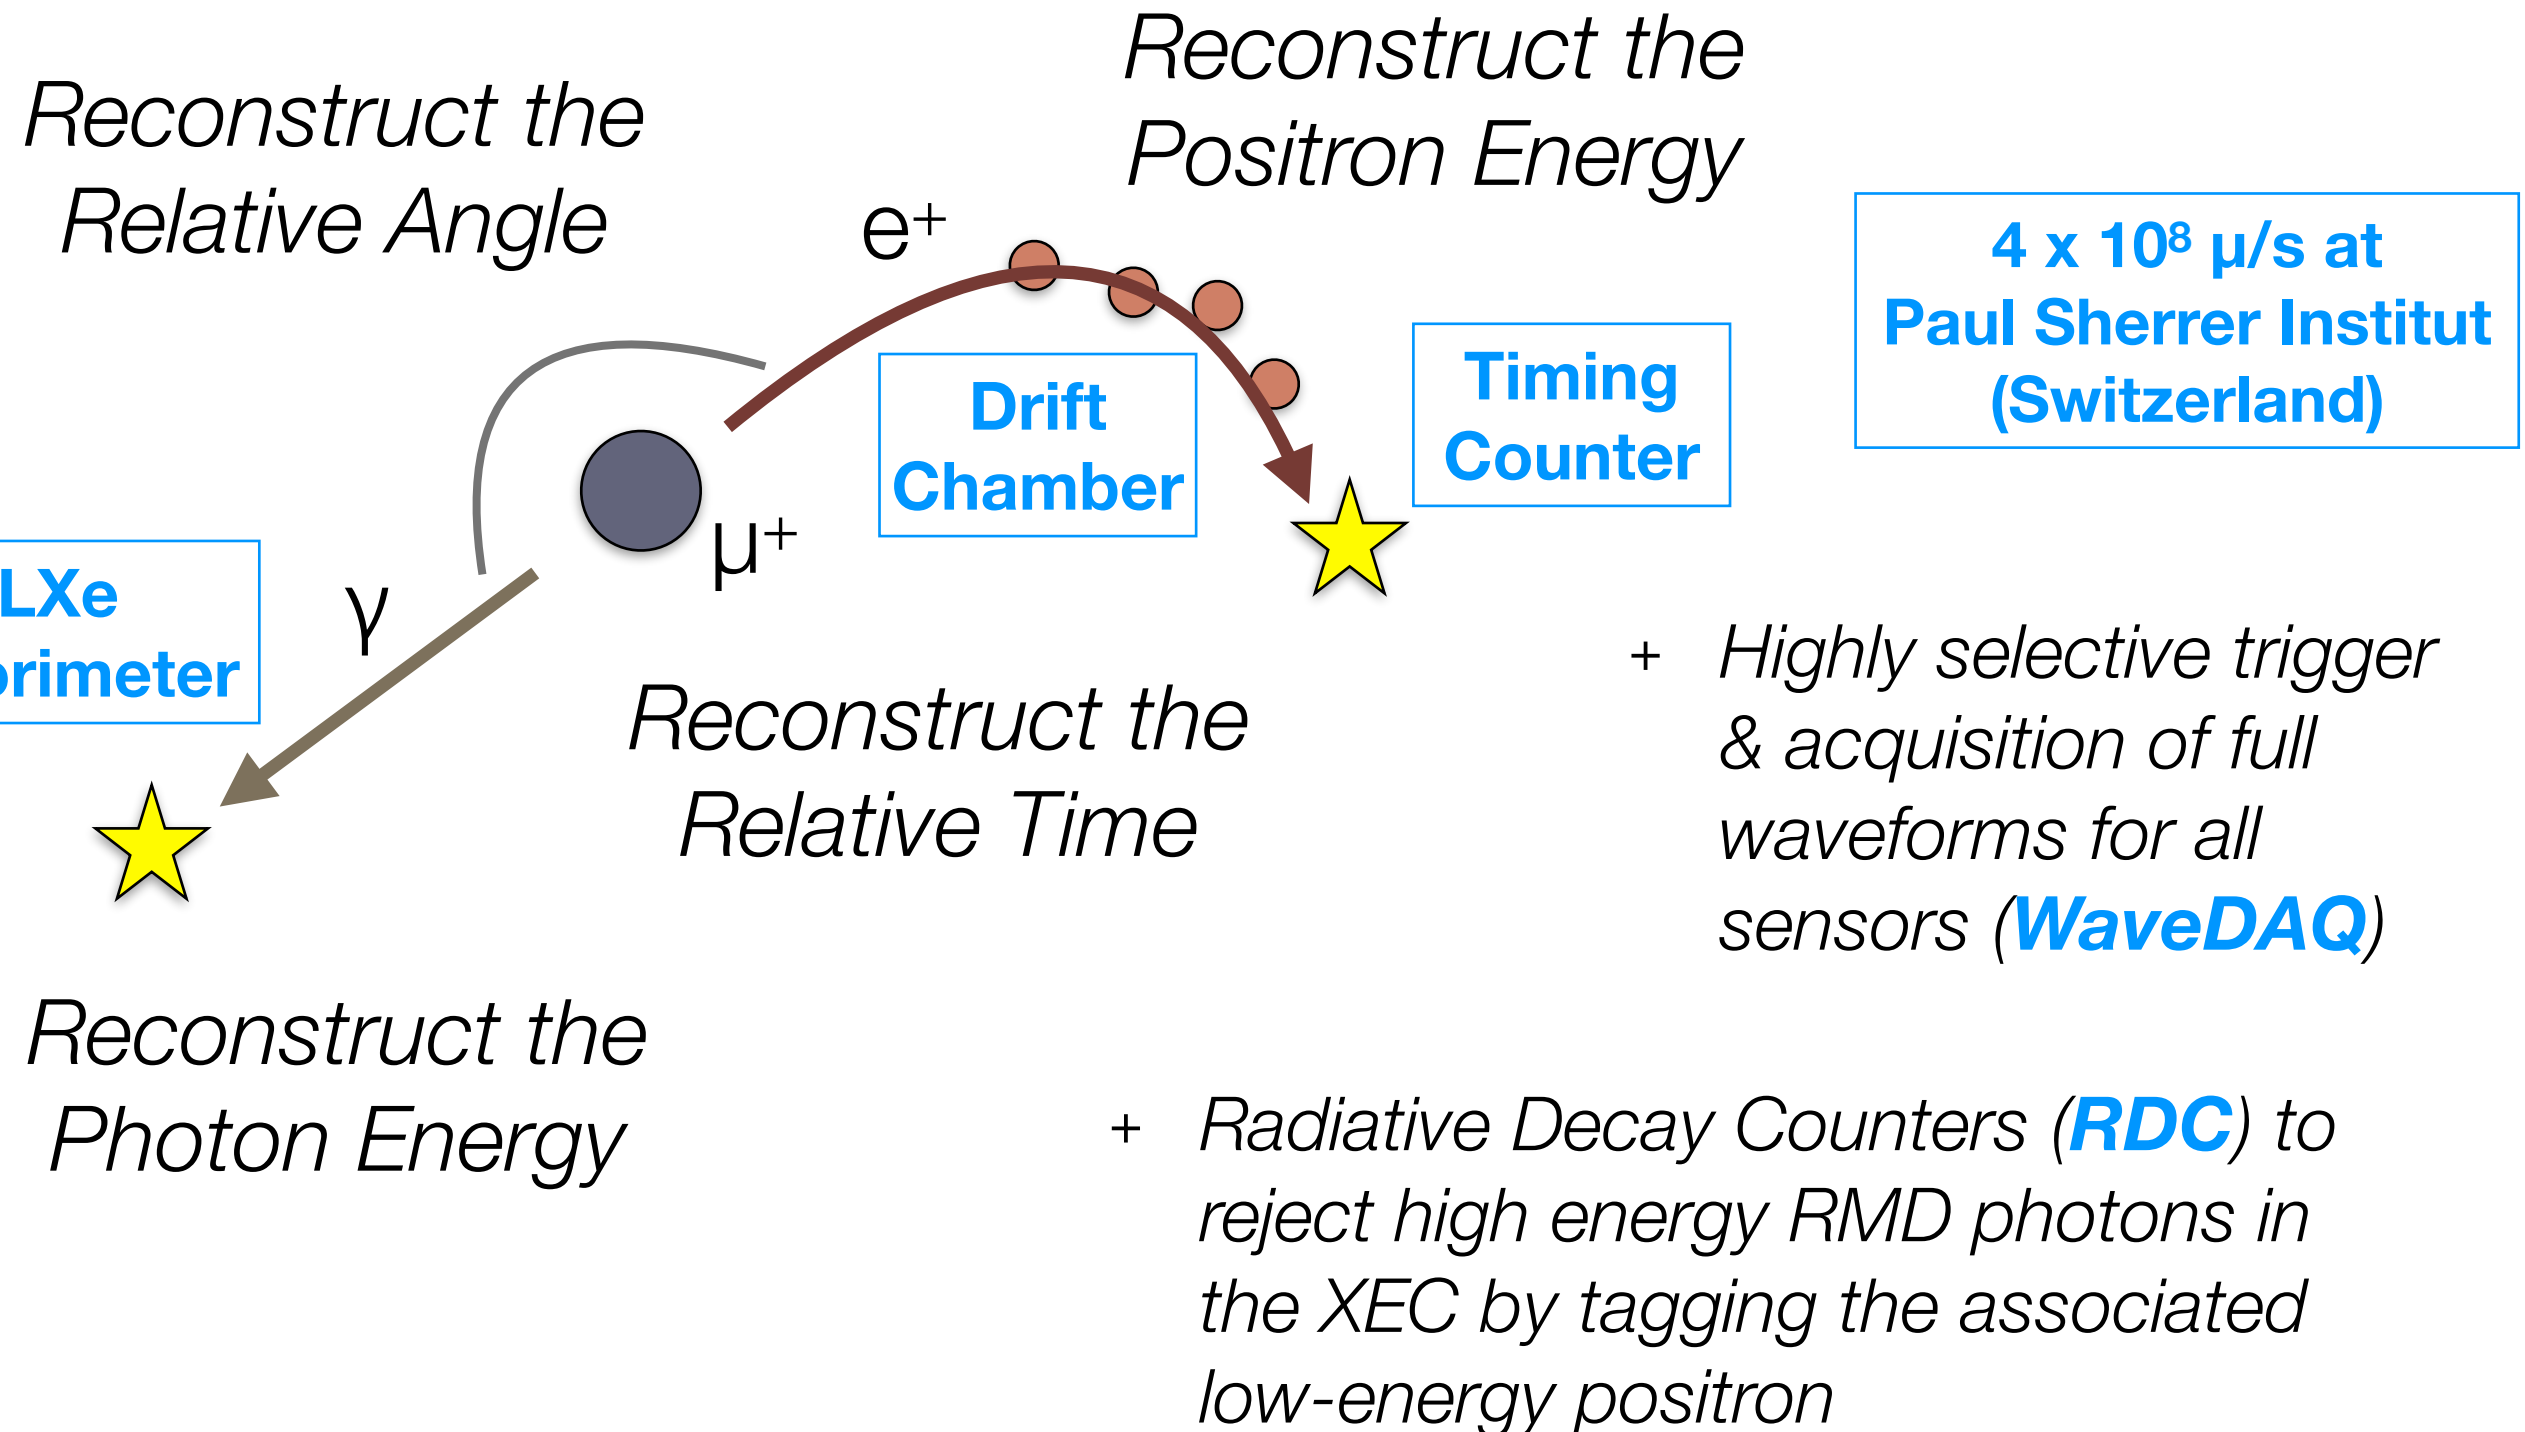 Reconstruct the
Positron Energy
Reconstruct the
Relative Angle
e⁺
4 x 10⁸ μ/s at
Paul Sherrer Institut
(Switzerland)
Timing
Counter
Drift
Chamber
μ⁺
LXe
orimeter
γ
Reconstruct the
Relative Time
+ Highly selective trigger
& acquisition of full
waveforms for all
sensors (WaveDAQ)
Reconstruct the
Photon Energy
+ Radiative Decay Counters (RDC) to
reject high energy RMD photons in
the XEC by tagging the associated
low-energy positron